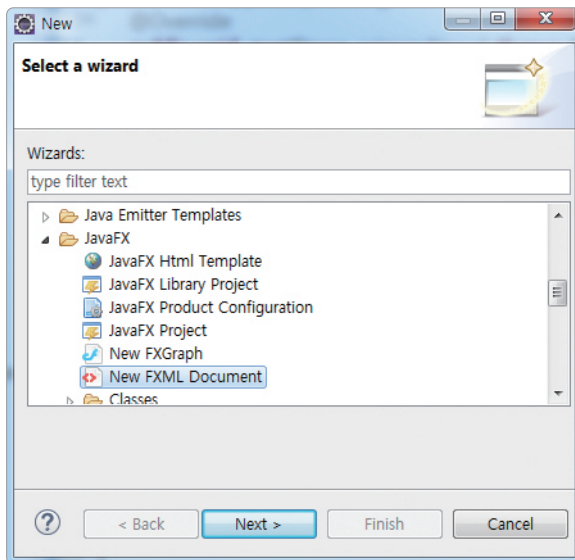 New
@Override
Select a wizard
Wizards:
type filter text
Java Emitter Templates
JavaFX
JavaFX Html Template
JavaFX Library Project
JavaFX Product Configuration
JavaFX Project
New FXGraph
New FXML Document
Classes
? < Back Next > Finish Cancel